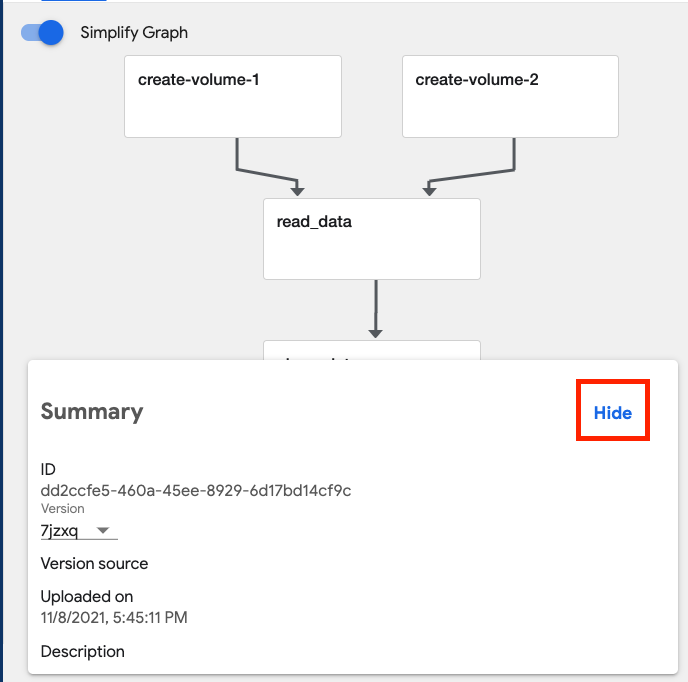 Simplify Graph
create-volume-1
create-volume-2
read_data
Summary
Hide
ID
dd2ccfe5-460a-45ee-8929-6d17bd14cf9c
Version
7jzxq
Version source
Uploaded on
11/8/2021, 5:45:11 PM
Description